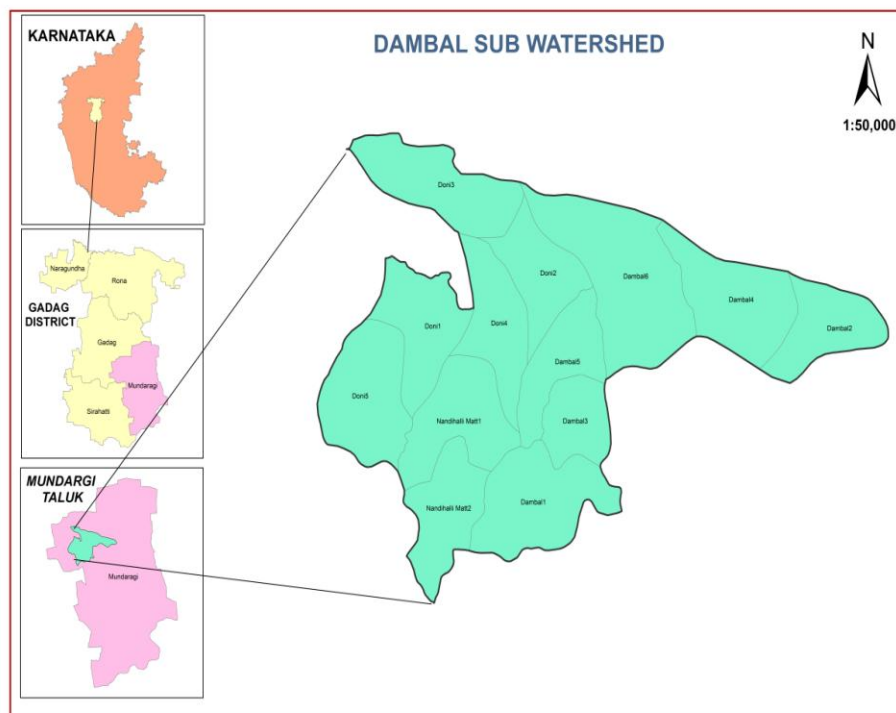 KARNATAKA
DAMBAL SUB WATERSHED
N
1:50,000
GADAG
DISTRICT
Naragundha
Rona
Gadag
Mundaragi
Sirahatti
MUNDARGI
TALUK
Mundaragi
Doni3
Doni2
Dambal6
Dambal4
Dambal2
Doni1
Doni4
Dambal5
Doni5
Nandihalli Matt1
Dambal3
Nandihalli Matt2
Dambal1